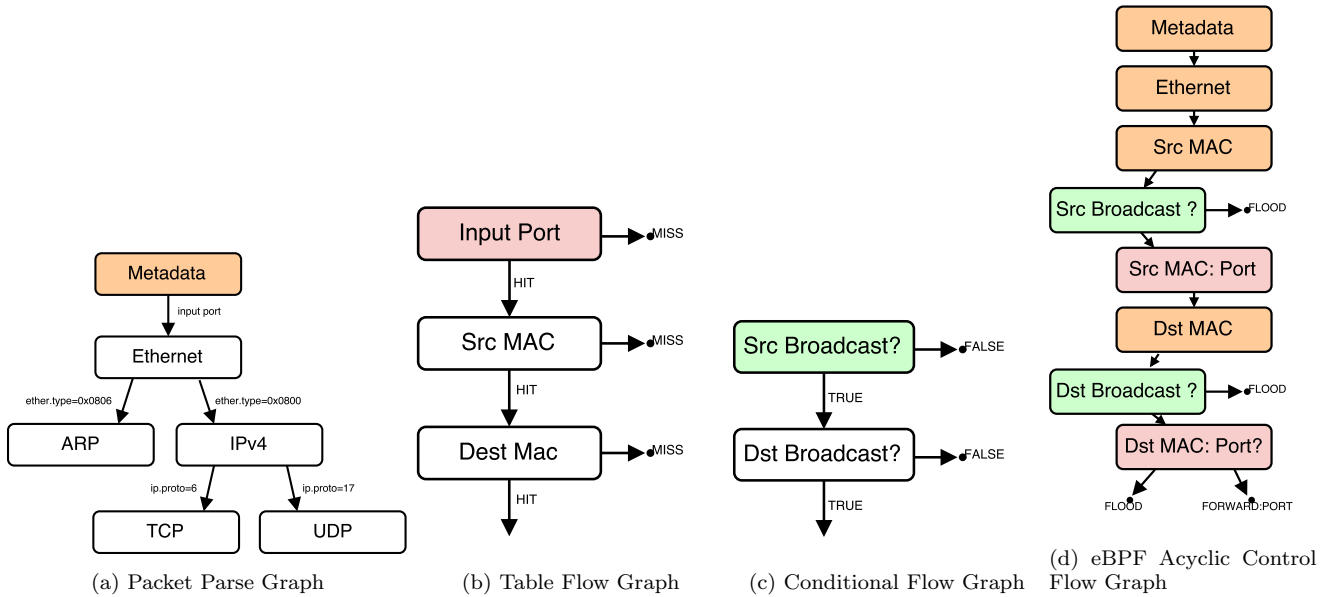 Metadata
input port
Ethernet
ether.type=0x0806
ether.type=0x0800
ARP
IPv4
ip.proto=6
ip.proto=17
TCP
UDP
(a) Packet Parse Graph
Input Port
MISS
HIT
Src MAC
MISS
HIT
Dest Mac
MISS
HIT
(b) Table Flow Graph
Src Broadcast?
FALSE
TRUE
Dst Broadcast?
FALSE
TRUE
(c) Conditional Flow Graph
Metadata
Ethernet
Src MAC
Src Broadcast ?
FLOOD
Src MAC: Port
Dst MAC
Dst Broadcast ?
FLOOD
Dst MAC: Port?
FLOOD
FORWARD:PORT
(d) eBPF Acyclic Control
Flow Graph